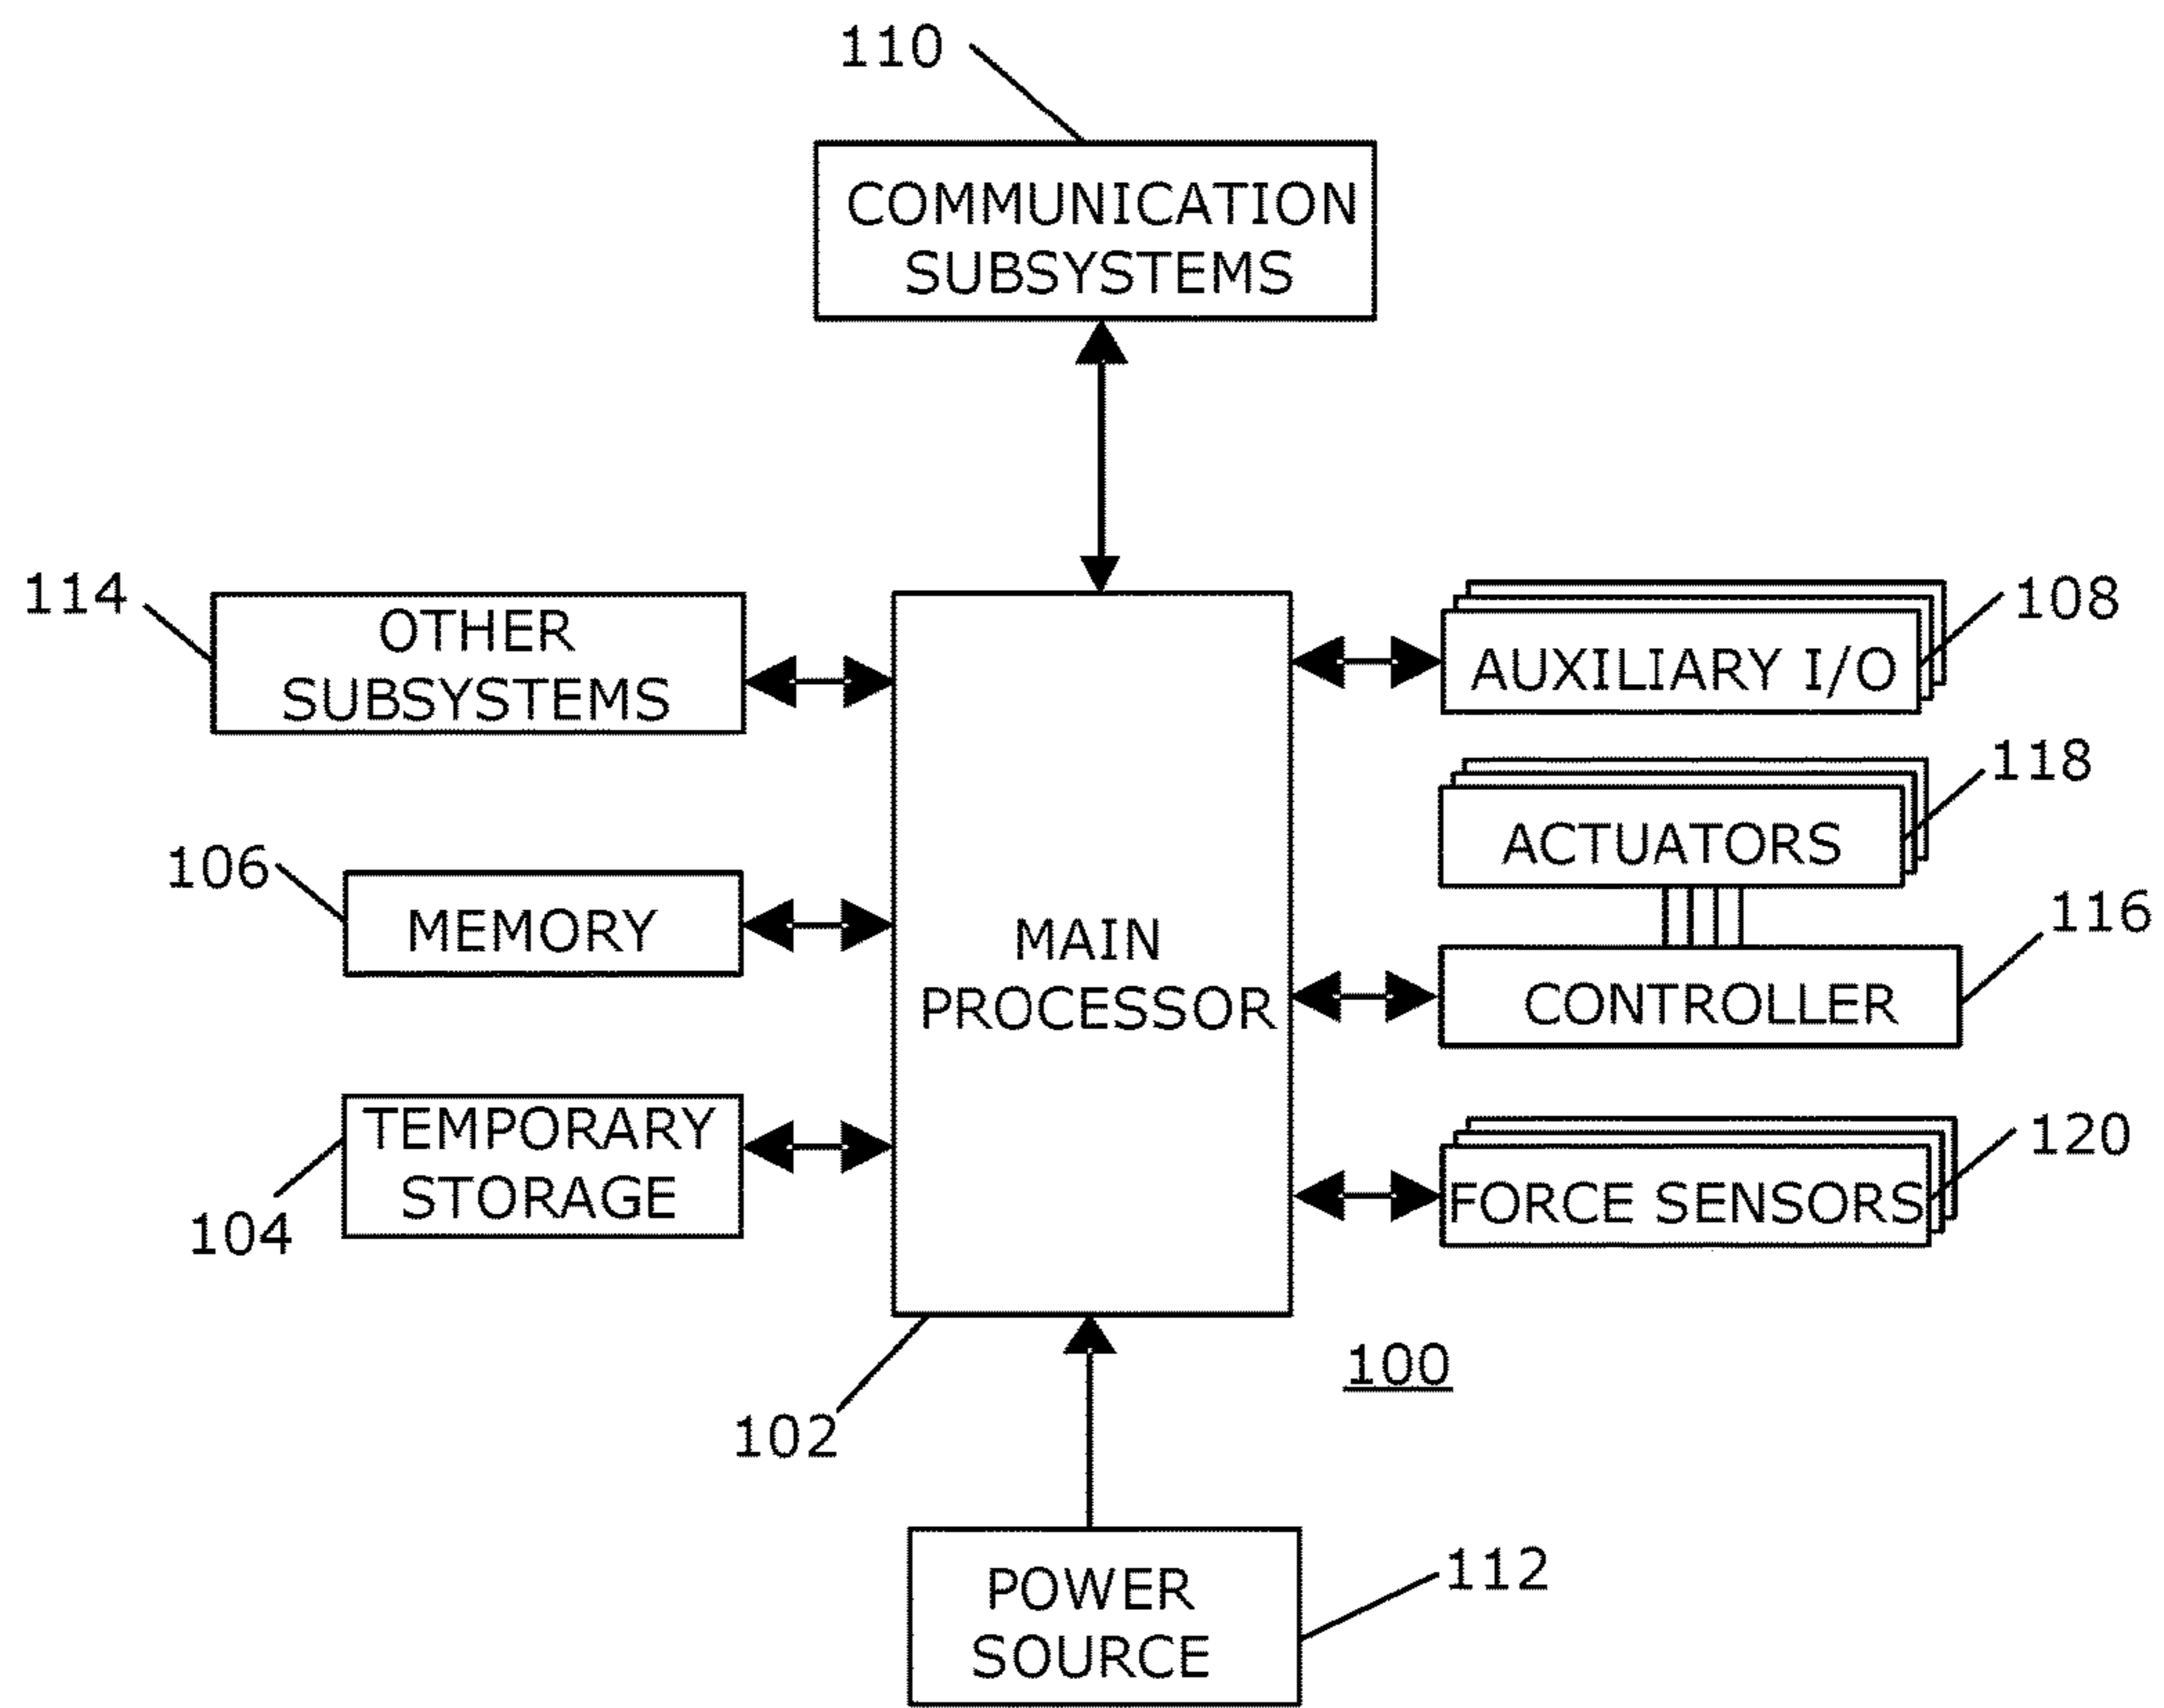 110
COMMUNICATION
SUBSYSTEMS
114
OTHER
SUBSYSTEMS
AUXILIARY I/O
108
ACTUATORS
118
106
MEMORY
MAIN
PROCESSOR
CONTROLLER
116
TEMPORARY
STORAGE
104
FORCE SENSORS
120
102
100
POWER
SOURCE
112